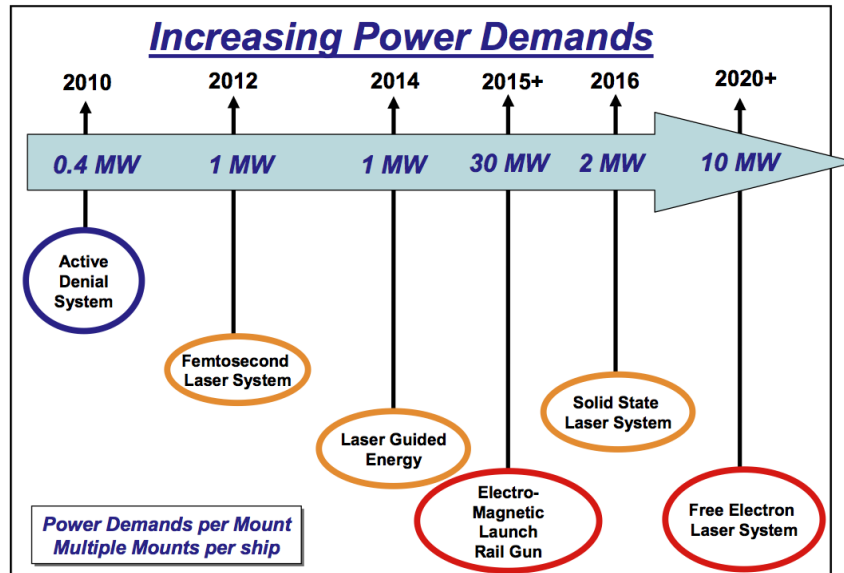 Increasing Power Demands
2010
2012
2014
2015+
2016
2020+
0.4 MW
1 MW
1 MW
30 MW
2 MW
10 MW
Active
Denial
System
Femtosecond
Laser System
Laser Guided
Energy
Electro-
Magnetic
Launch
Rail Gun
Solid State
Laser System
Free Electron
Laser System
Power Demands per Mount
Multiple Mounts per ship